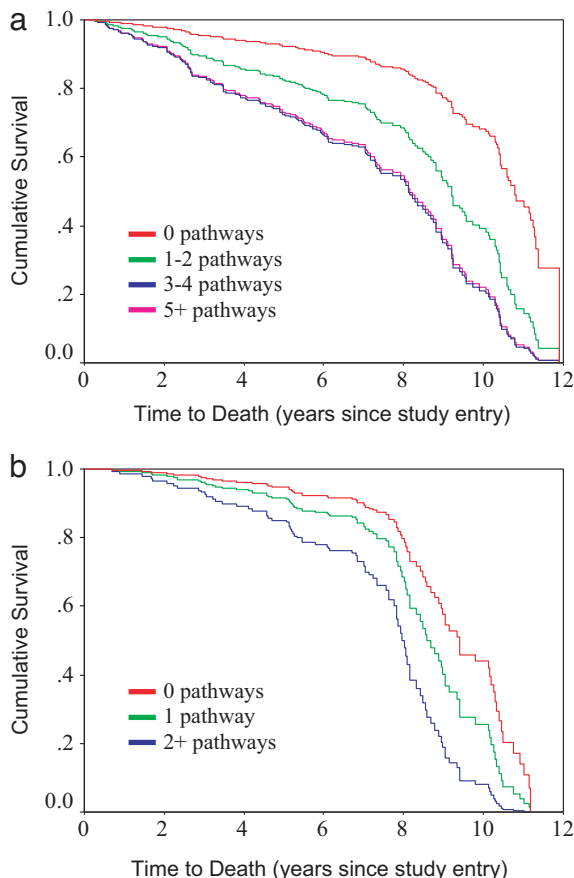 a
1.0
.8
.6
.4
.2
0.0
Cumulative Survival
0 pathways
1-2 pathways
3-4 pathways
5+ pathways
0 2 4 6 8 10 12
Time to Death (years since study entry)
b
1.0
.8
.6
.4
.2
0.0
Cumulative Survival
0 pathways
1 pathway
2+ pathways
0 2 4 6 8 10 12
Time to Death (years since study entry)